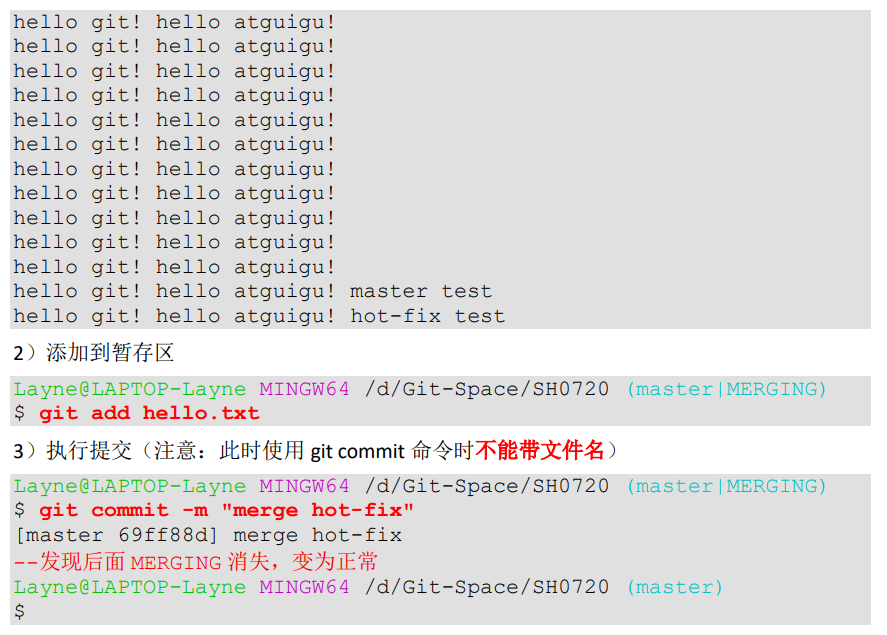 hello git! hello atguigu!
hello git! hello atguigu!
hello git! hello atguigu!
hello git! hello atguigu!
hello git! hello atguigu!
hello git! hello atguigu!
hello git! hello atguigu!
hello git! hello atguigu!
hello git! hello atguigu!
hello git! hello atguigu!
hello git! hello atguigu!
hello git! hello atguigu! master test
hello git! hello atguigu! hot-fix test
2）添加到暂存区
Layne@LAPTOP-Layne MINGW64 /d/Git-Space/SH0720 (master|MERGING)
$ git add hello.txt
3）执行提交（注意：此时使用 git commit 命令时不能带文件名）
Layne@LAPTOP-Layne MINGW64 /d/Git-Space/SH0720 (master|MERGING)
$ git commit -m "merge hot-fix"
[master 69ff88d] merge hot-fix
--发现后面 MERGING 消失，变为正常
Layne@LAPTOP-Layne MINGW64 /d/Git-Space/SH0720 (master)
$